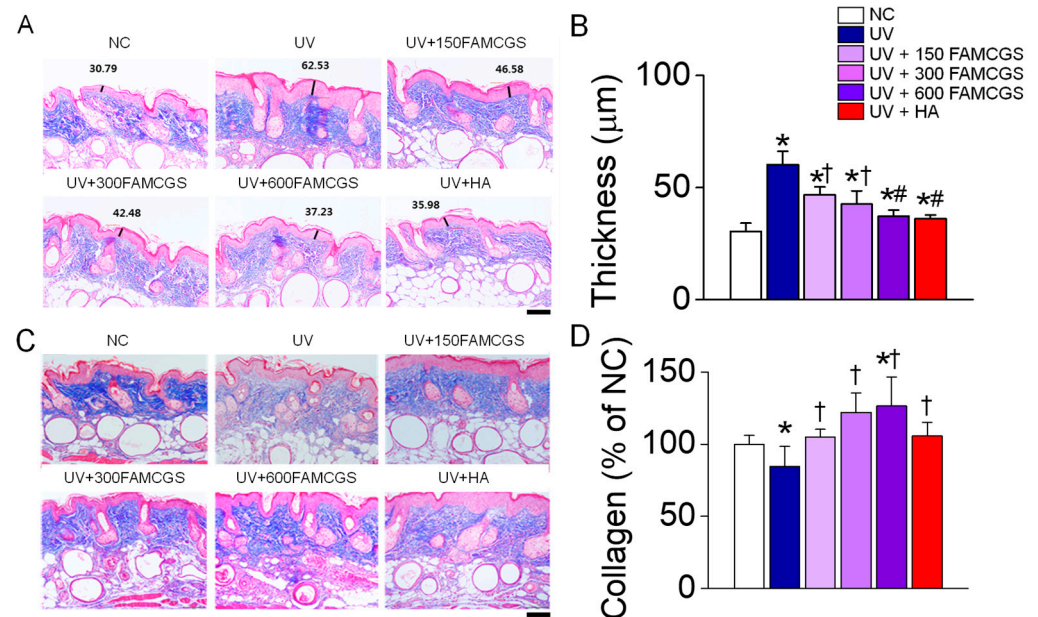 A
NC
UV
UV+150FAMCGS
30.79
62.53
46.58
UV+300FAMCGS
UV+600FAMCGS
UV+HA
42.48
37.23
35.98
B
NC
UV
UV + 150 FAMCGS
UV + 300 FAMCGS
UV + 600 FAMCGS
UV + HA
Thickness (μm)
100
50
0
*
*†
*†
*#
*#
C
NC
UV
UV+150FAMCGS
UV+300FAMCGS
UV+600FAMCGS
UV+HA
D
Collagen (% of NC)
150
100
50
0
*
†
†
*†
†